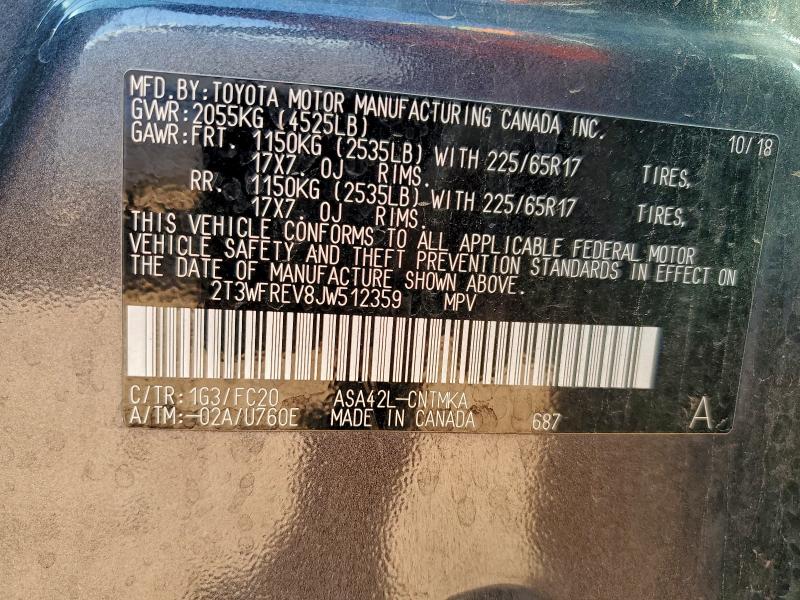 MFD.BY:TOYOTA MOTOR MANUFACTURING CANADA INC.
GVWR:2055KG (4525LB) 10/18
GAWR:FRT. 1150KG (2535LB) WITH 225/65R17 TIRES,
17X7. 0J RIMS.
RR. 1150KG (2535LB) WITH 225/65R17 TIRES,
17X7. 0J RIMS.
THIS VEHICLE CONFORMS TO ALL APPLICABLE FEDERAL MOTOR
VEHICLE SAFETY AND THEFT PREVENTION STANDARDS IN EFFECT ON
THE DATE OF MANUFACTURE SHOWN ABOVE.
2T3WFREV8JW512359 MPV
C/TR:1G3/FC20 ASA42L-CNTMKA
A/TM:-02A/U760E MADE IN CANADA 687 A